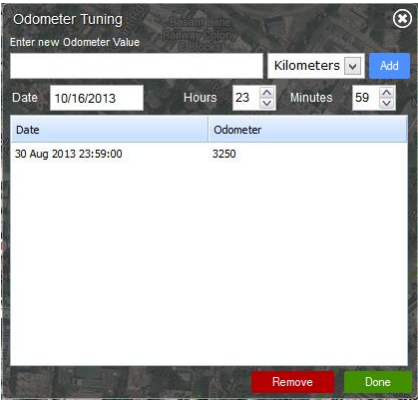 Odometer Tuning
Enter new Odometer Value
Kilometers Add
Date 10/16/2013 Hours 23 Minutes 59
Date Odometer
30 Aug 2013 23:59:00 3250
Remove Done